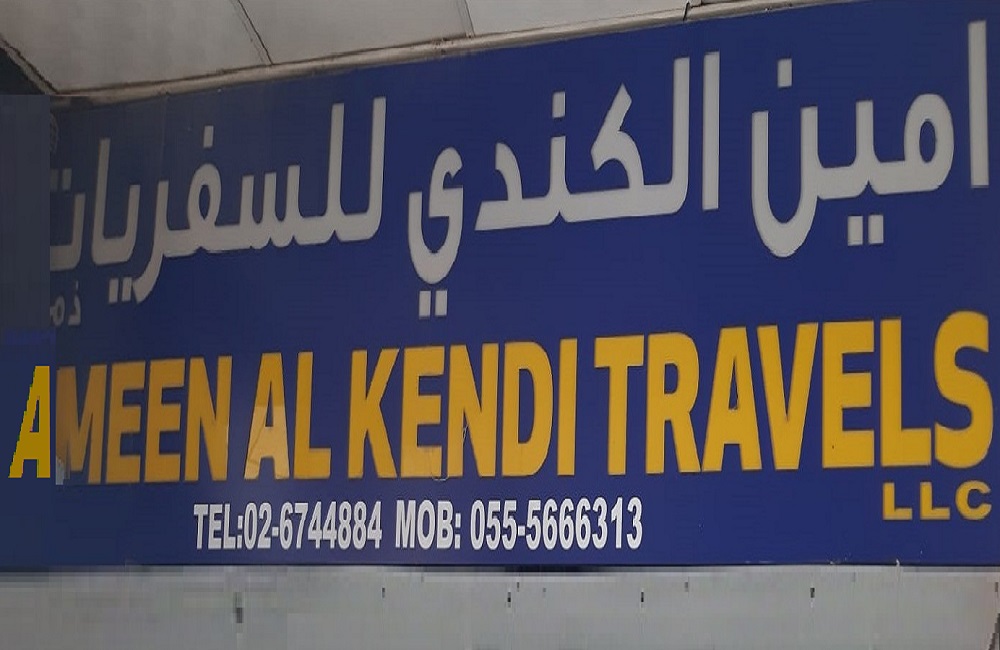 امين الكندي للسفريات
AMEEN AL KENDI TRAVELS
LLC
TEL:02-6744884 MOB: 055-5666313